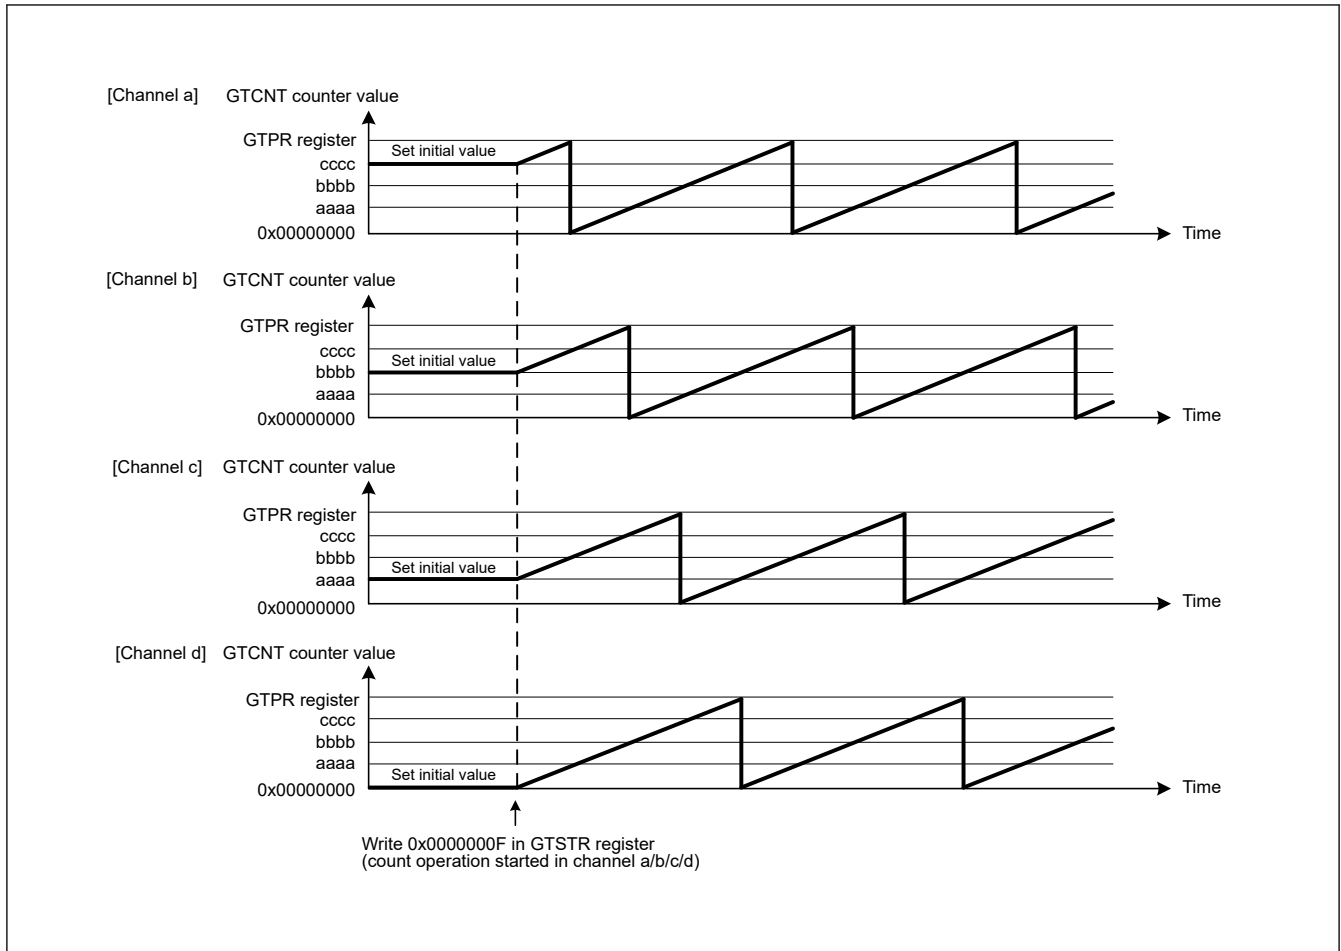 [Channel a] GTCNT counter value
GTPR register
Set initial value
cccc
bbbb
aaaa
0x00000000
Time
[Channel b] GTCNT counter value
GTPR register
cccc
Set initial value
bbbb
aaaa
0x00000000
Time
[Channel c] GTCNT counter value
GTPR register
cccc
bbbb
Set initial value
aaaa
0x00000000
Time
[Channel d] GTCNT counter value
GTPR register
cccc
bbbb
aaaa
Set initial value
0x00000000
Time
Write 0x0000000F in GTSTR register
(count operation started in channel a/b/c/d)